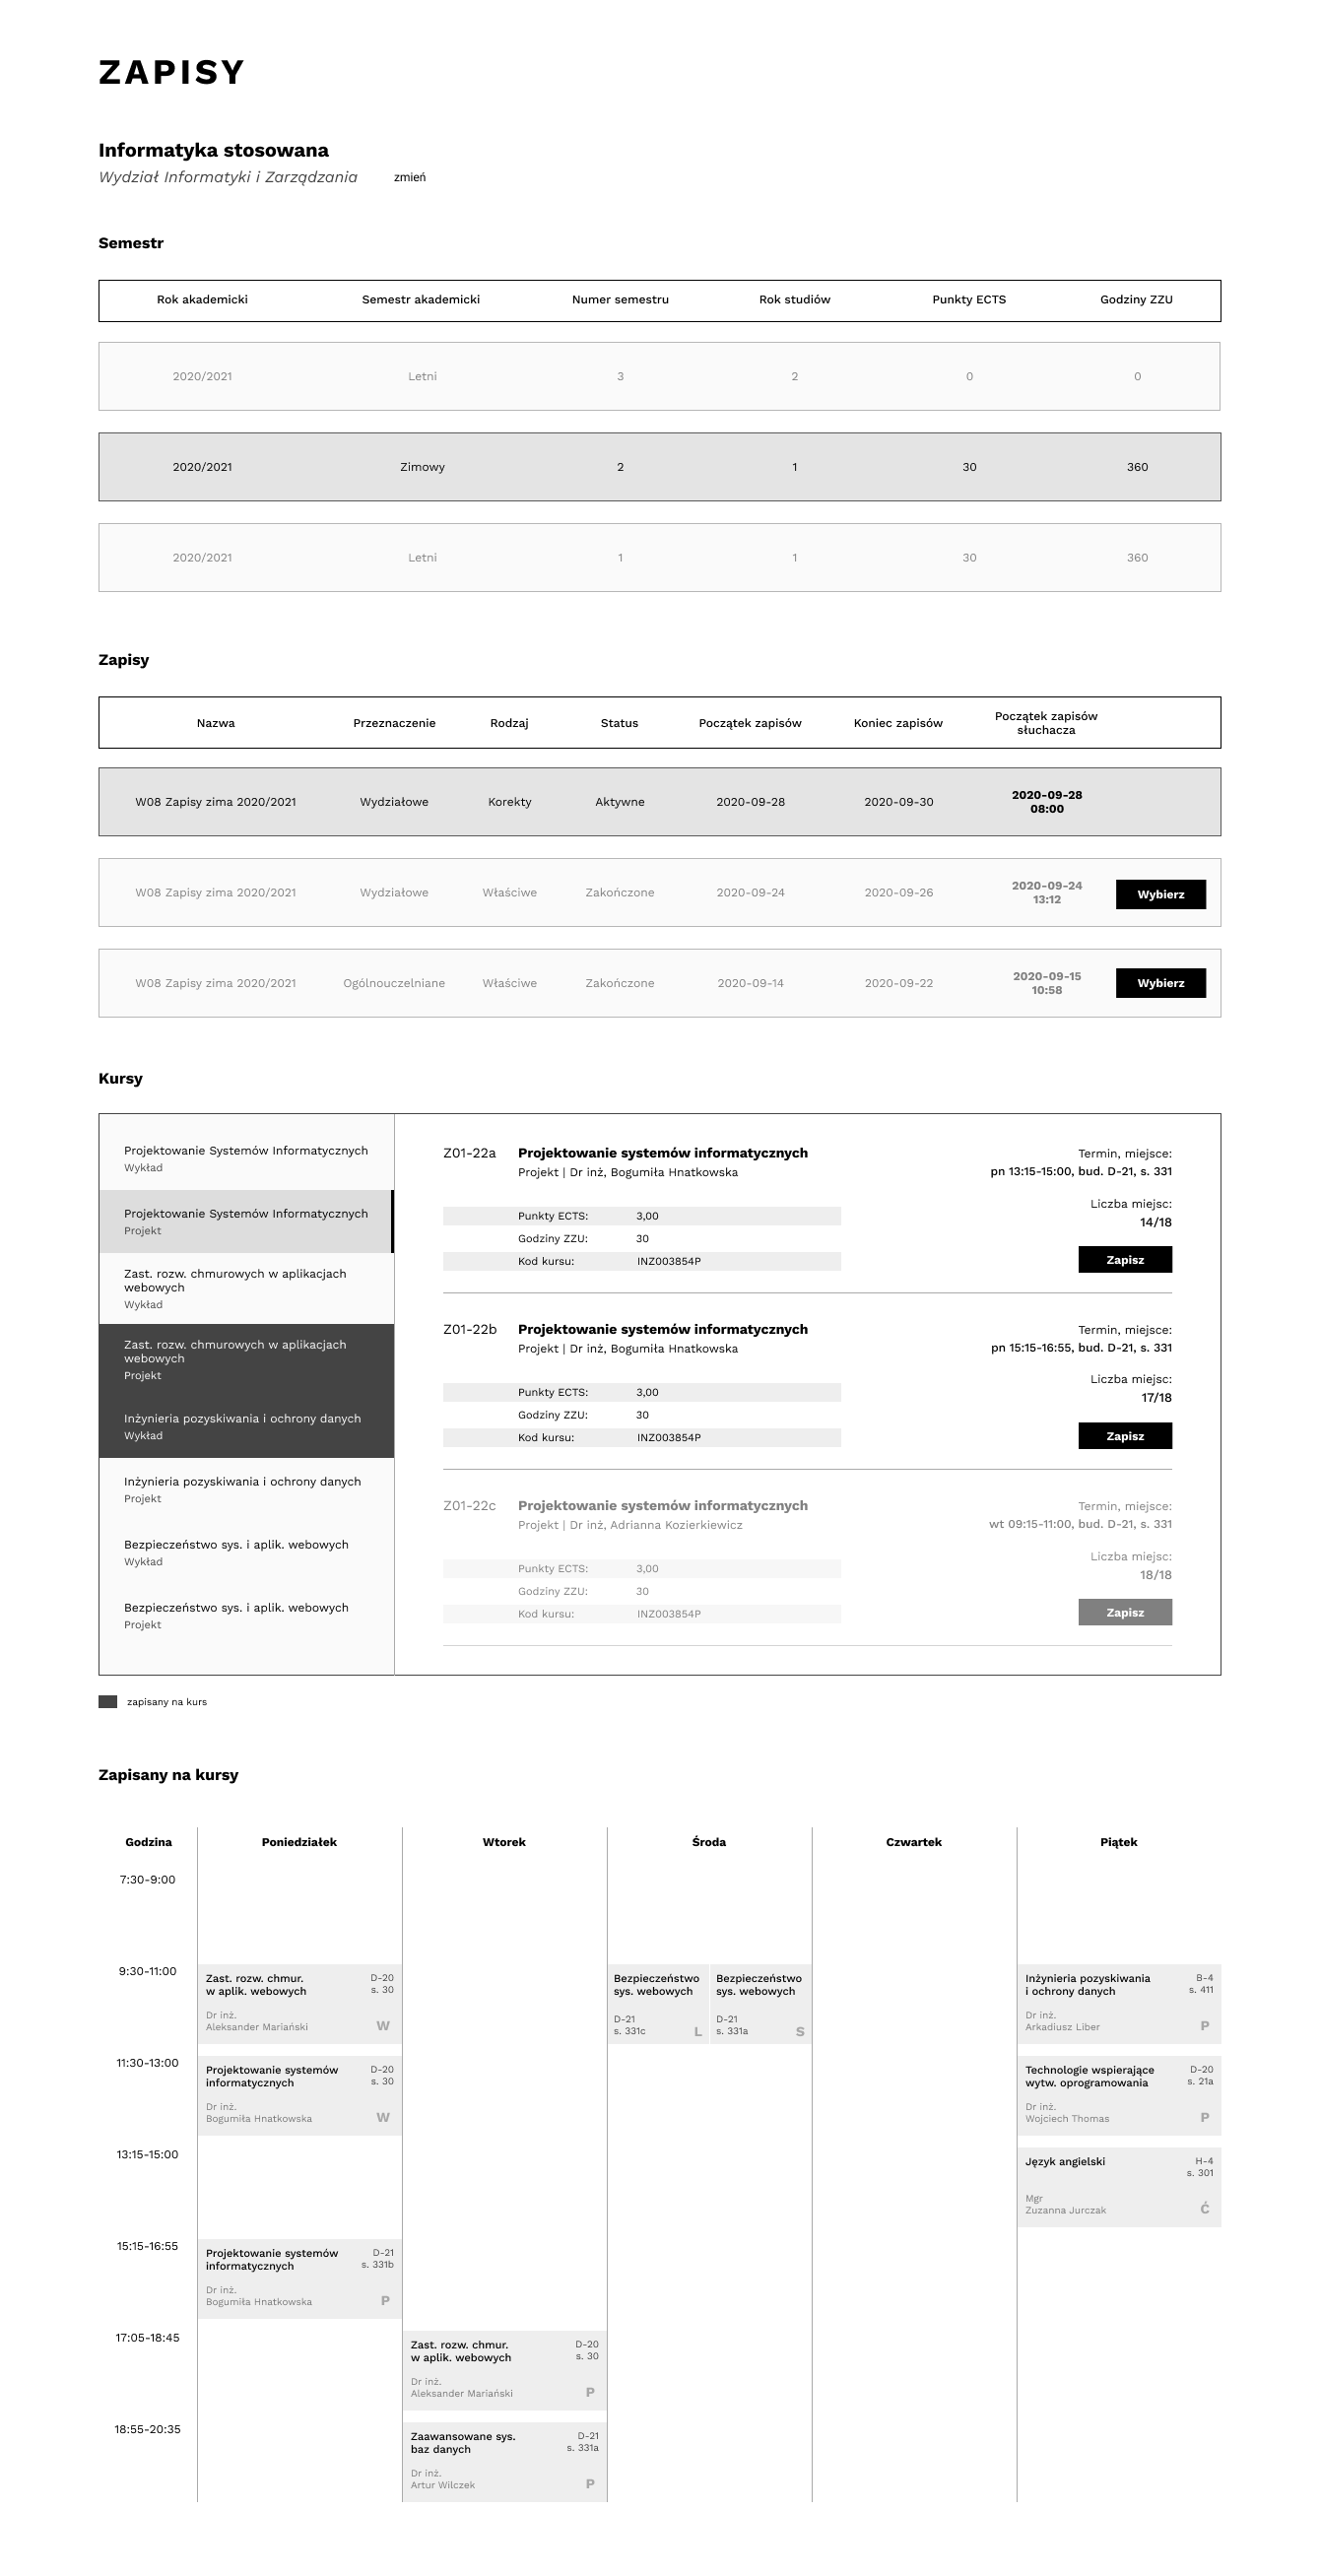 ZAPISY
Informatyka stosowana
Wydział Informatyki i Zarządzania zmień
Semestr
Rok akademicki Semestr akademicki Numer semestru Rok studiów Punkty ECTS Godziny ZZU
2020/2021 Letni 3 2 0 0
2020/2021 Zimowy 2 1 30 360
2020/2021 Letni 1 1 30 360
Zapisy
Nazwa Przeznaczenie Rodzaj Status Początek zapisów Koniec zapisów Początek zapisów
słuchacza
W08 Zapisy zima 2020/2021 Wydziałowe Korekty Aktywne 2020-09-28 2020-09-30 2020-09-28
08:00
W08 Zapisy zima 2020/2021 Wydziałowe Właściwe Zakończone 2020-09-24 2020-09-26 2020-09-24
13:12
Wybierz
W08 Zapisy zima 2020/2021 Ogólnouczelniane Właściwe Zakończone 2020-09-14 2020-09-22 2020-09-15
10:58
Wybierz
Kursy
Projektowanie Systemów Informatycznych
Wykład
Projektowanie Systemów Informatycznych
Projekt
Zast. rozw. chmurowych w aplikacjach
webowych
Wykład
Zast. rozw. chmurowych w aplikacjach
webowych
Projekt
Inżynieria pozyskiwania i ochrony danych
Wykład
Inżynieria pozyskiwania i ochrony danych
Projekt
Bezpieczeństwo sys. i aplik. webowych
Wykład
Bezpieczeństwo sys. i aplik. webowych
Projekt
Z01-22a Projektowanie systemów informatycznych
Projekt | Dr inż, Bogumiła Hnatkowska
Punkty ECTS: 3,00
Godziny ZZU: 30
Kod kursu: INZ003854P
Termin, miejsce:
pn 13:15-15:00, bud. D-21, s. 331
Liczba miejsc:
14/18
Zapisz
Z01-22b Projektowanie systemów informatycznych
Projekt | Dr inż, Bogumiła Hnatkowska
Punkty ECTS: 3,00
Godziny ZZU: 30
Kod kursu: INZ003854P
Termin, miejsce:
pn 15:15-16:55, bud. D-21, s. 331
Liczba miejsc:
17/18
Zapisz
Z01-22c Projektowanie systemów informatycznych
Projekt | Dr inż, Adrianna Kozierkiewicz
Punkty ECTS: 3,00
Godziny ZZU: 30
Kod kursu: INZ003854P
Termin, miejsce:
wt 09:15-11:00, bud. D-21, s. 331
Liczba miejsc:
18/18
Zapisz
zapisany na kurs
Zapisany na kursy
Godzina Poniedziałek Wtorek Środa Czwartek Piątek
7:30-9:00
9:30-11:00
Zast. rozw. chmur. D-20
w aplik. webowych s. 30
Dr inż.
Aleksander Mariański W
Bezpieczeństwo
sys. webowych
D-21
s. 331c L
Bezpieczeństwo
sys. webowych
D-21
s. 331a S
Inżynieria pozyskiwania B-4
i ochrony danych s. 411
Dr inż.
Arkadiusz Liber P
11:30-13:00
Projektowanie systemów D-20
informatycznych s. 30
Dr inż.
Bogumiła Hnatkowska W
Technologie wspierające D-20
wytw. oprogramowania s. 21a
Dr inż.
Wojciech Thomas P
13:15-15:00
Język angielski H-4
s. 301
Mgr
Zuzanna Jurczak Ć
15:15-16:55
Projektowanie systemów D-21
informatycznych s. 331b
Dr inż.
Bogumiła Hnatkowska P
17:05-18:45
Zast. rozw. chmur. D-20
w aplik. webowych s. 30
Dr inż.
Aleksander Mariański P
18:55-20:35
Zaawansowane sys. D-21
baz danych s. 331a
Dr inż.
Artur Wilczek P